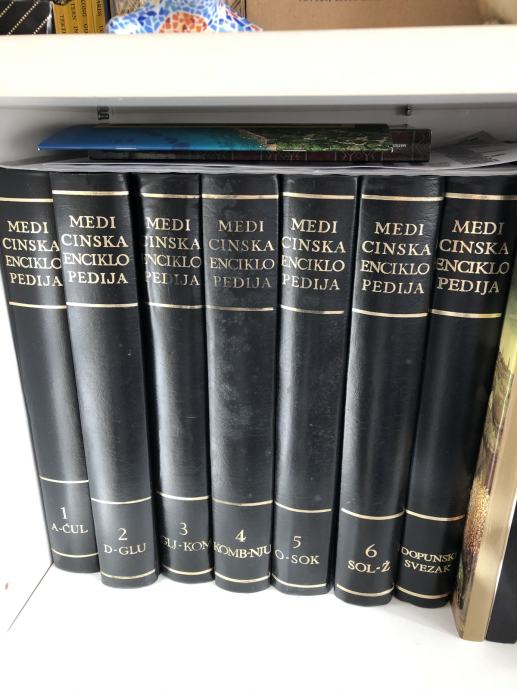 MEDI
CINSKA
ENCIKLO
PEDIJA
1
A-ĆUL
MEDI
CINSKA
ENCIKLO
PEDIJA
2
D-GLU
MEDI
CINSKA
ENCIKLO
PEDIJA
3
GLJ-KON
MEDI
CINSKA
ENCIKLO
PEDIJA
4
KOMB-NJU
MEDI
CINSKA
ENCIKLO
PEDIJA
5
O-SOK
MEDI
CINSKA
ENCIKLO
PEDIJA
6
SOL-Ž
MEDI
CINSKA
ENCIKLO
PEDIJA
DOPUNSKI
SVEZAK